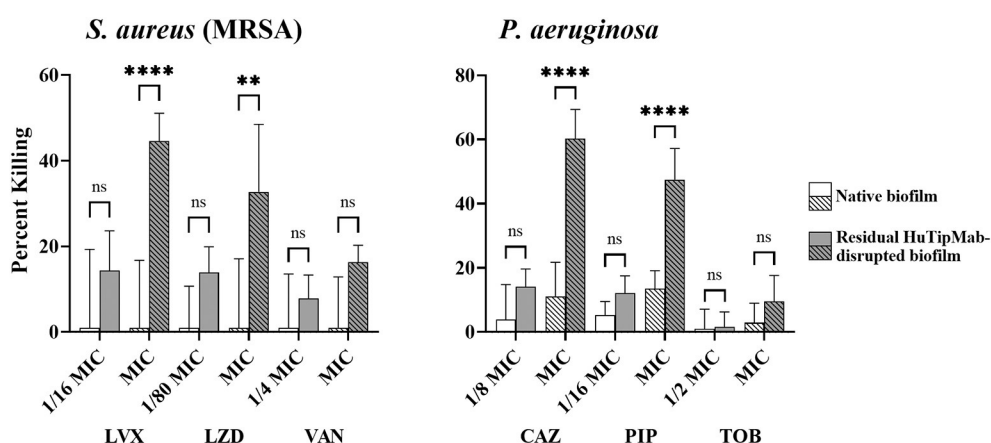 S. aureus (MRSA)
P. aeruginosa
Percent Killing
60
40
20
0
ns
****
ns
**
ns
ns
1/16 MIC
MIC
1/80 MIC
MIC
1/4 MIC
MIC
LVX
LZD
VAN
80
60
40
20
0
ns
****
ns
****
ns
ns
1/8 MIC
MIC
1/16 MIC
MIC
1/2 MIC
MIC
CAZ
PIP
TOB
Native biofilm
Residual HuTipMab-
disrupted biofilm